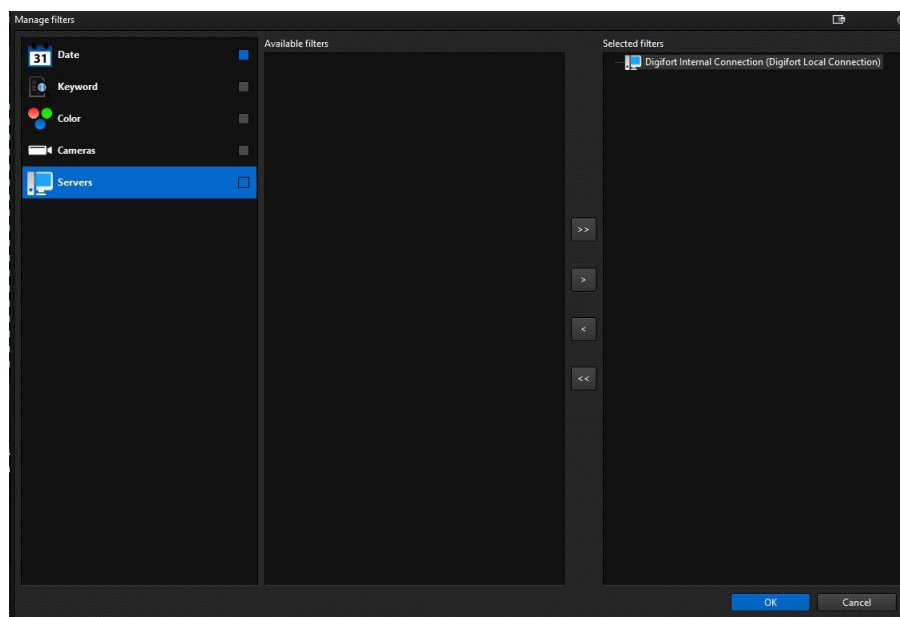 Manage filters
Available filters
Selected filters
31
Date
Keyword
Color
Cameras
Servers
Digifort Internal Connection (Digifort Local Connection)
>>
>
<
<<
OK
Cancel